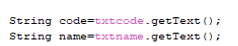 String code=txtcode.getText();
String name=txtname.getText();